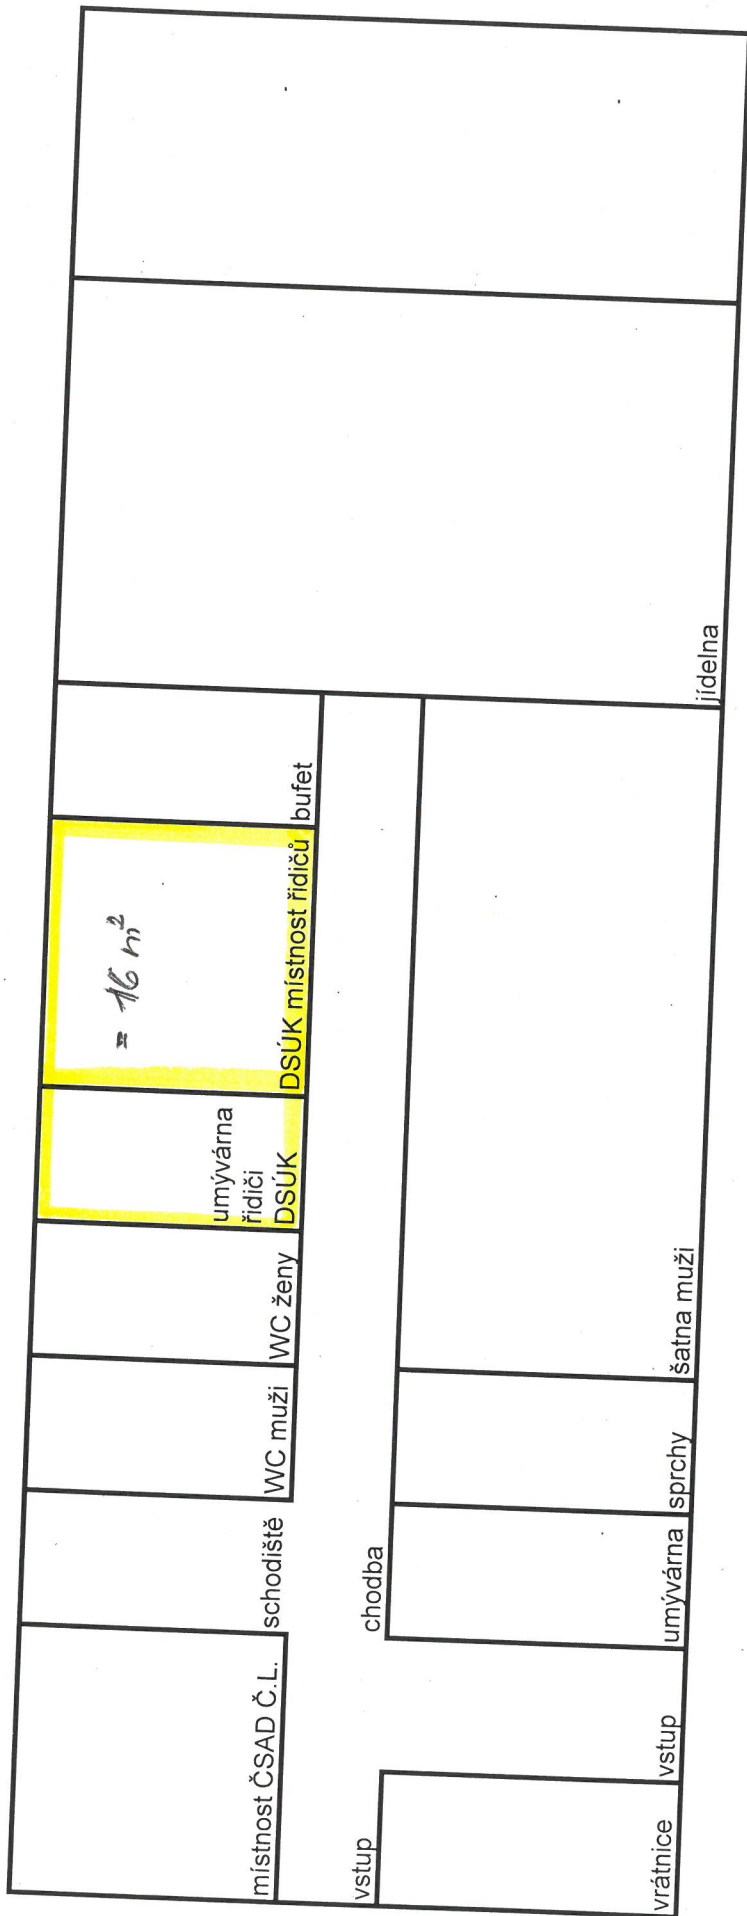 místnost ČSAD Č.L.
schodiště
WC muži
WC ženy
umývárna
řidiči
DSÚK
= 16 m²
DSÚK místnost řidičů
bufet
vstup
chodba
vrátnice
vstup
umývárna
sprchy
šatna muži
jídelna